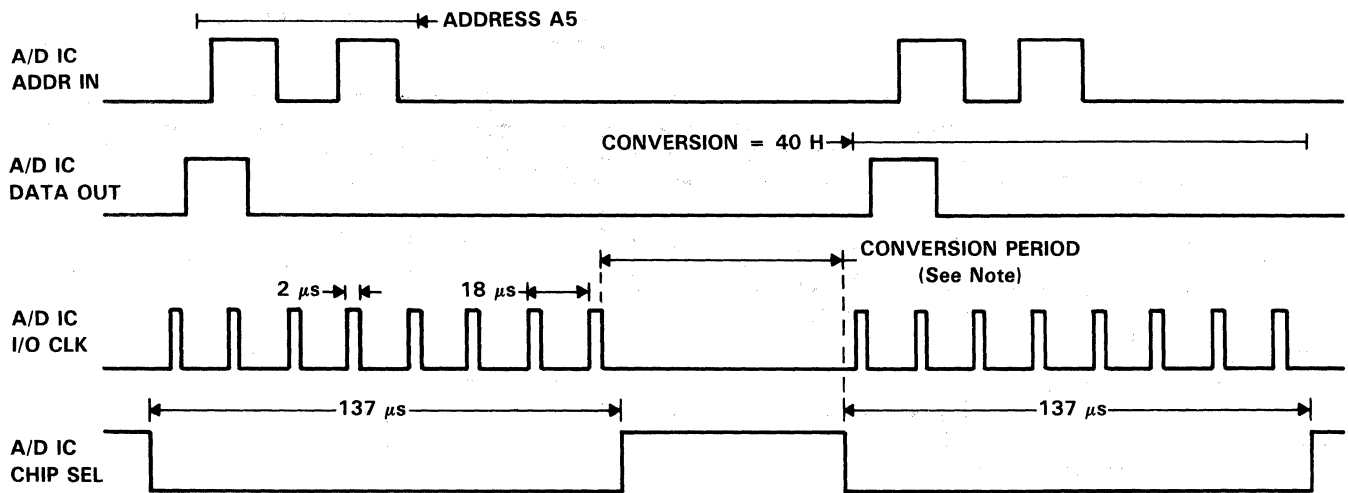 ADDRESS A5
A/D IC
ADDR IN
CONVERSION = 40 H
A/D IC
DATA OUT
CONVERSION PERIOD
(See Note)
2 μs
18 μs
A/D IC
I/O CLK
137 μs
137 μs
A/D IC
CHIP SEL